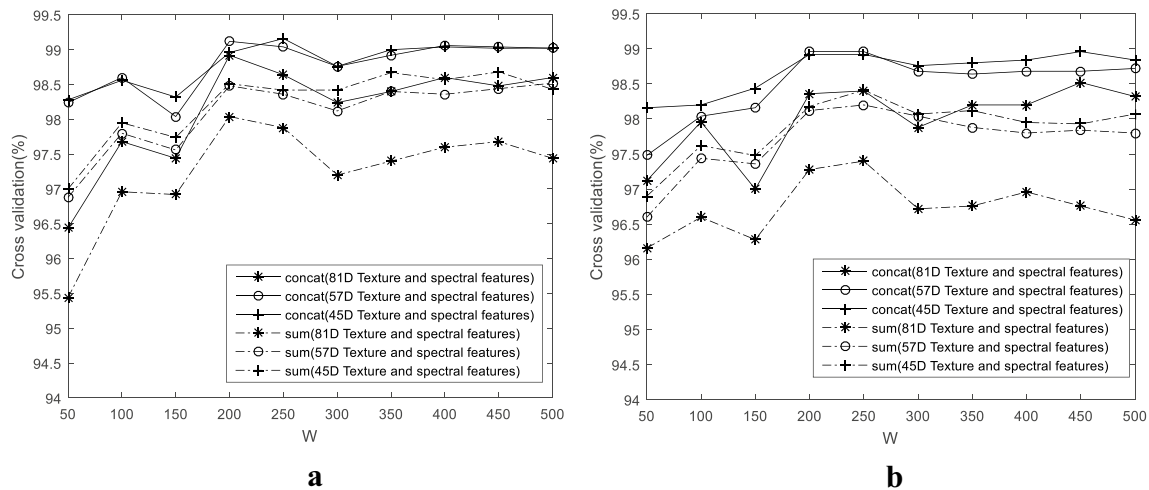 99.5
99
98.5
98
97.5
97
96.5
96
95.5
95
94.5
94
Cross validation(%)
concat(81D Texture and spectral features)
concat(57D Texture and spectral features)
concat(45D Texture and spectral features)
sum(81D Texture and spectral features)
sum(57D Texture and spectral features)
sum(45D Texture and spectral features)
50 100 150 200 250 300 350 400 450 500
W
a
99.5
99
98.5
98
97.5
97
96.5
96
95.5
95
94.5
94
Cross validation(%)
concat(81D Texture and spectral features)
concat(57D Texture and spectral features)
concat(45D Texture and spectral features)
sum(81D Texture and spectral features)
sum(57D Texture and spectral features)
sum(45D Texture and spectral features)
50 100 150 200 250 300 350 400 450 500
W
b